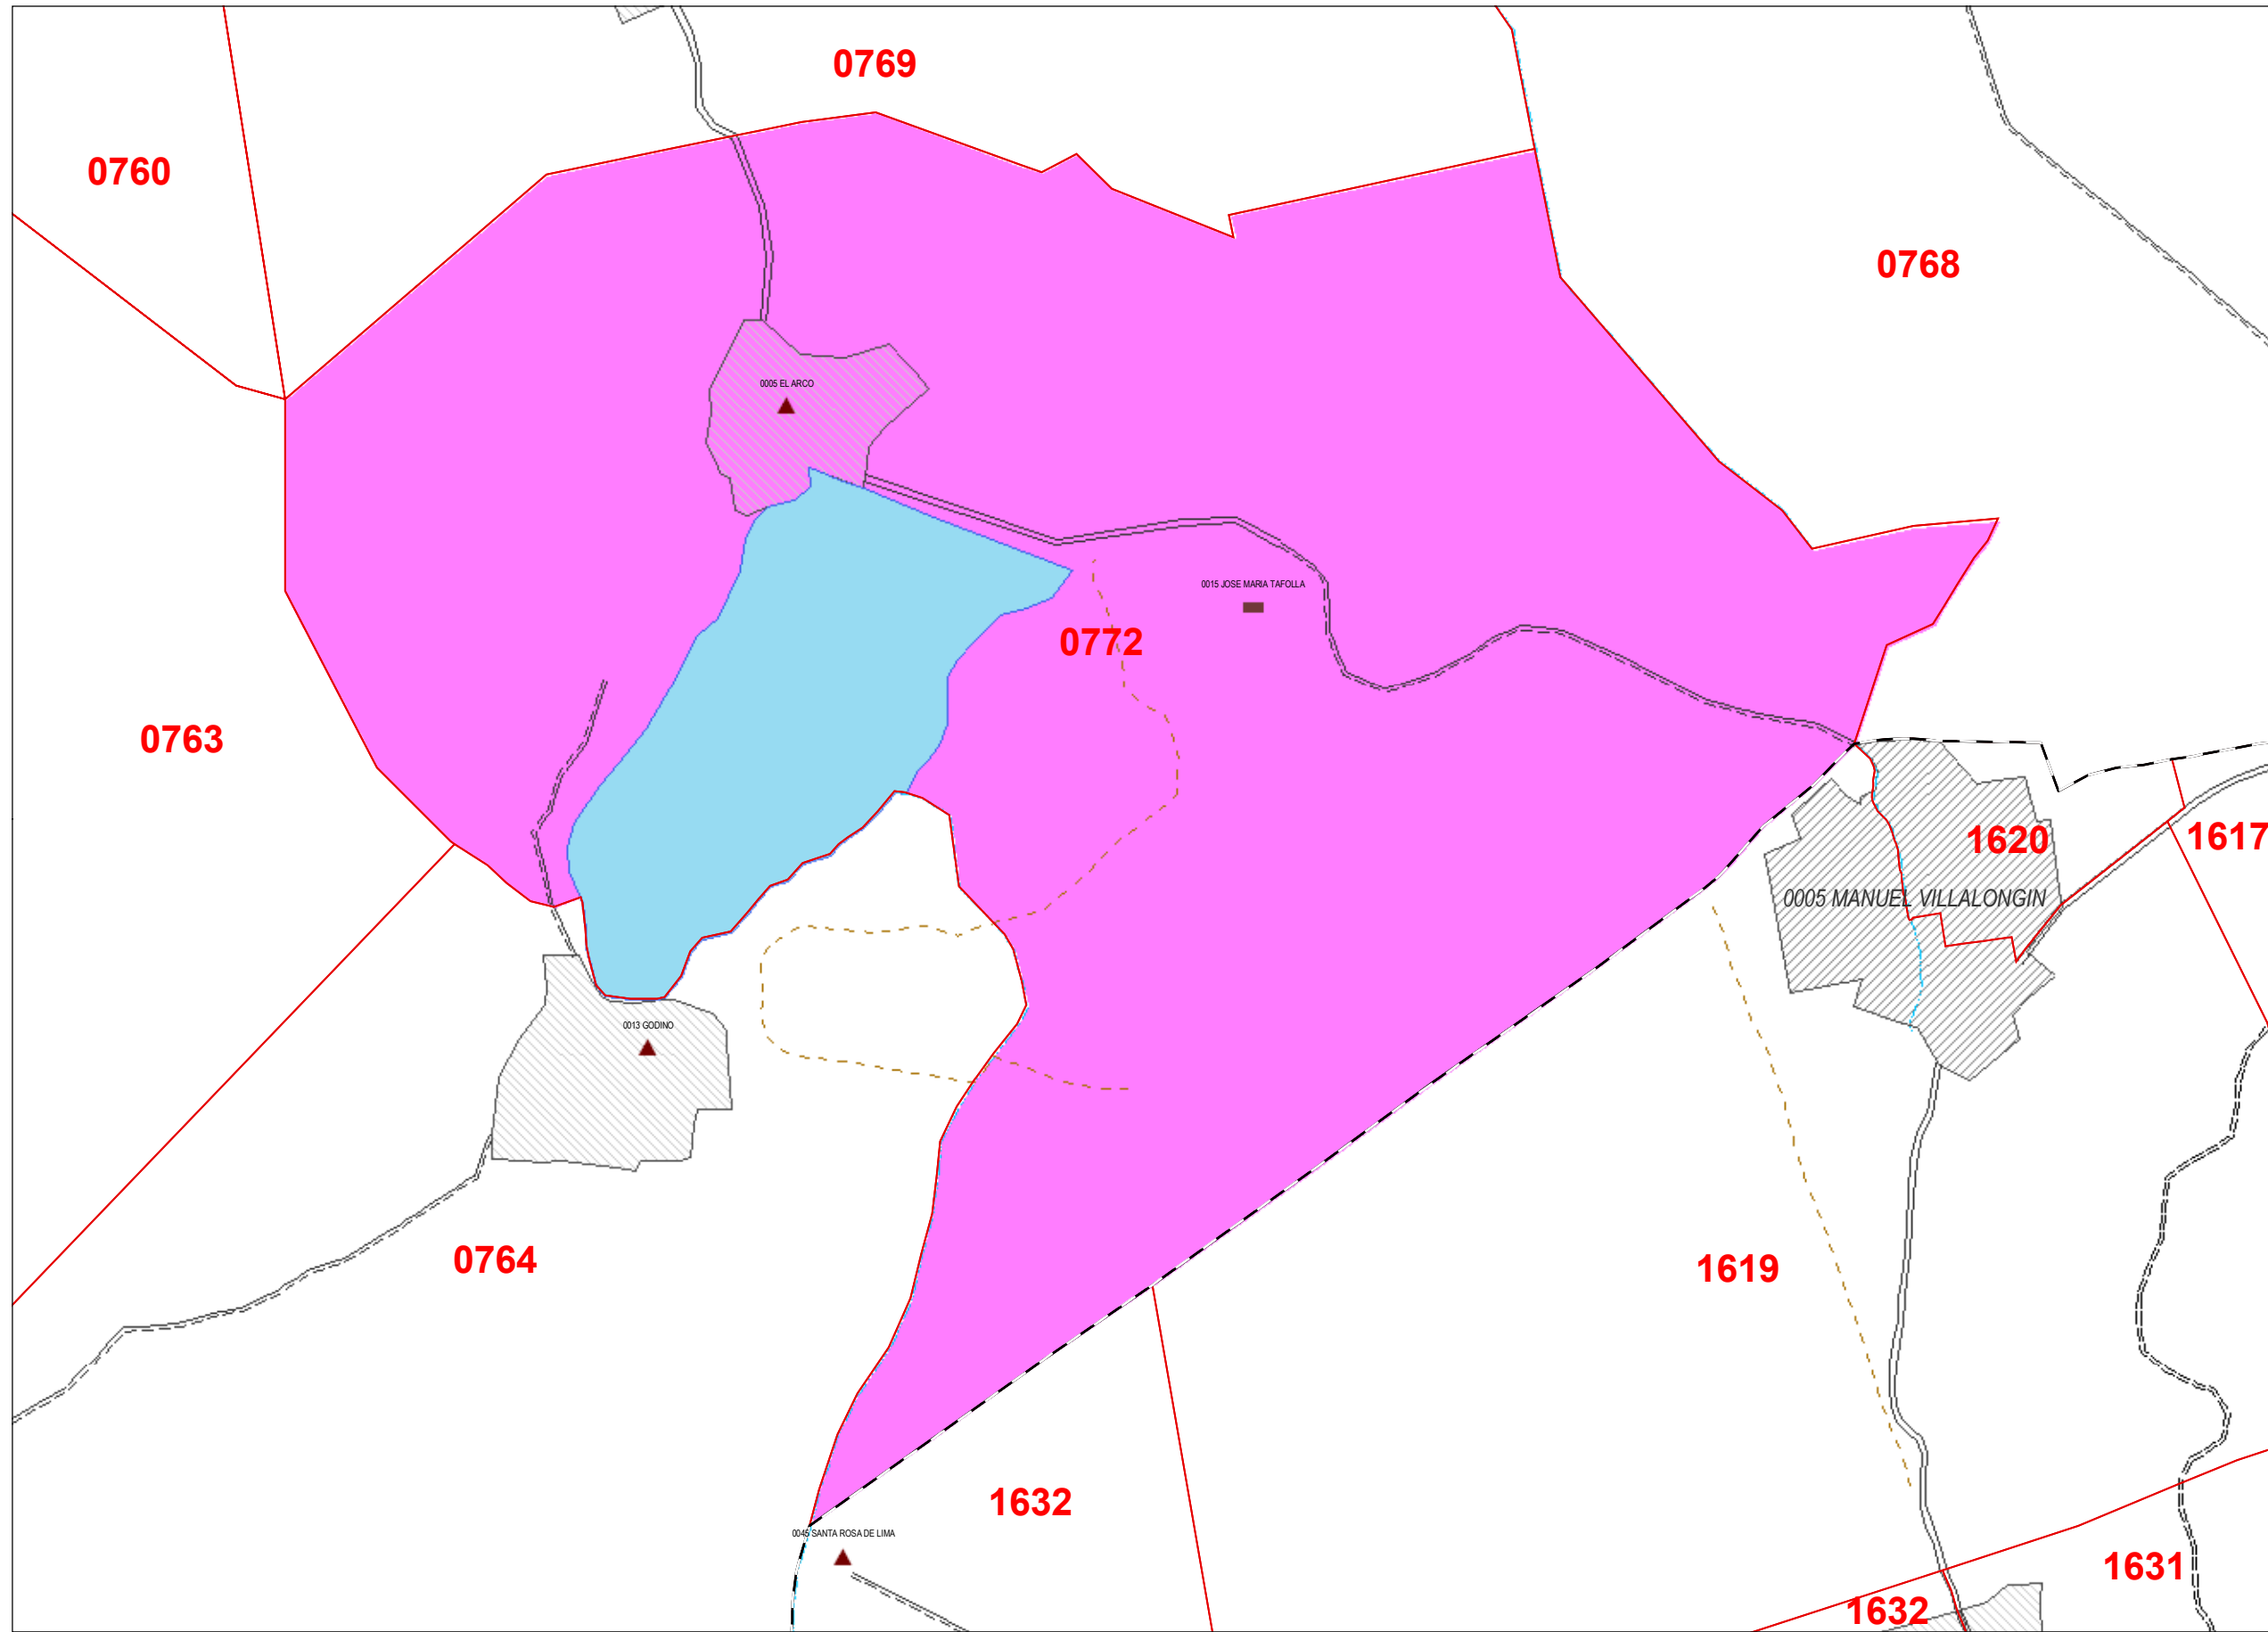 0769
0760
0768
0005 EL ARCO
0015 JOSE MARIA TAFOLLA
0772
0763
1620
1617
0005 MANUEL VILLALONGIN
0013 GODINO
0764
1619
1632
0045 SANTA ROSA DE LIMA
1631
1632